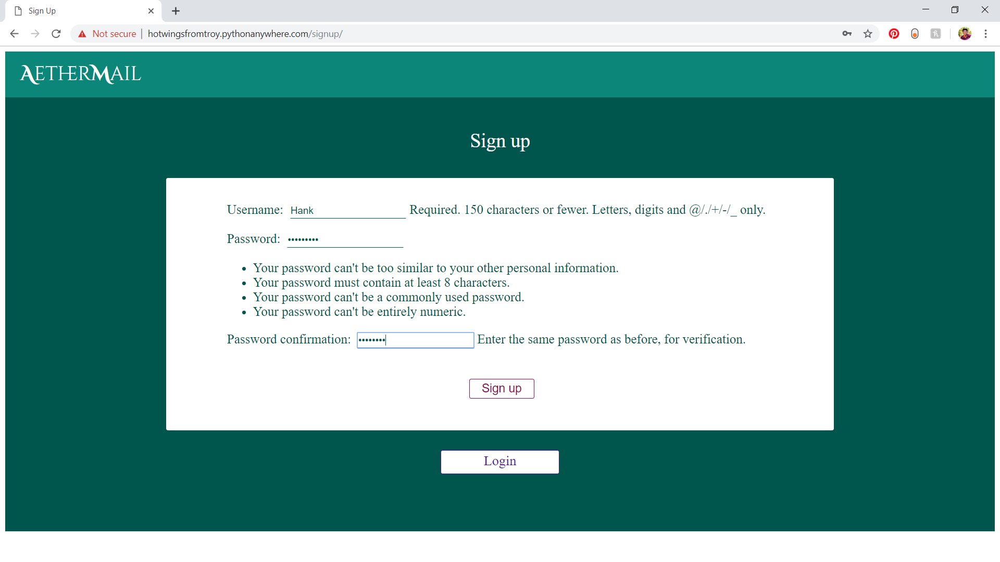 Sign Up
Not secure | hotwingsfromtroy.pythonanywhere.com/signup/
AETHERMAIL
Sign up
Username: Hank Required. 150 characters or fewer. Letters, digits and @/./+/-/_ only.
Password: •••••••••
• Your password can't be too similar to your other personal information.
• Your password must contain at least 8 characters.
• Your password can't be a commonly used password.
• Your password can't be entirely numeric.
Password confirmation: •••••••• Enter the same password as before, for verification.
Sign up
Login